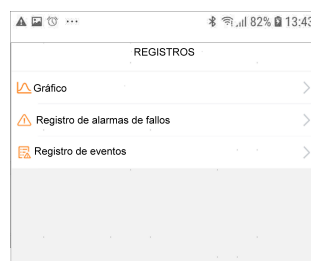 82% 13:43
REGISTROS
Gráfico
Registro de alarmas de fallos
Registro de eventos